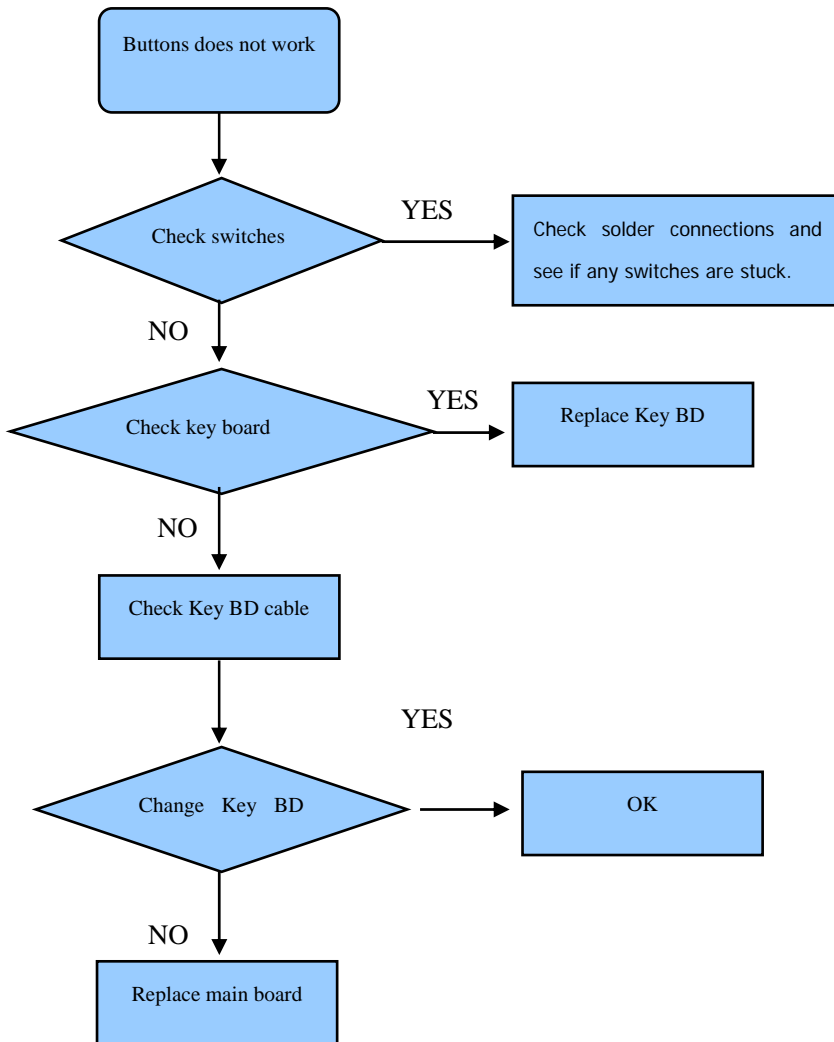 Buttons does not work
Check switches
YES
Check solder connections and
see if any switches are stuck.
NO
Check key board
YES
Replace Key BD
NO
Check Key BD cable
YES
Change Key BD
OK
NO
Replace main board